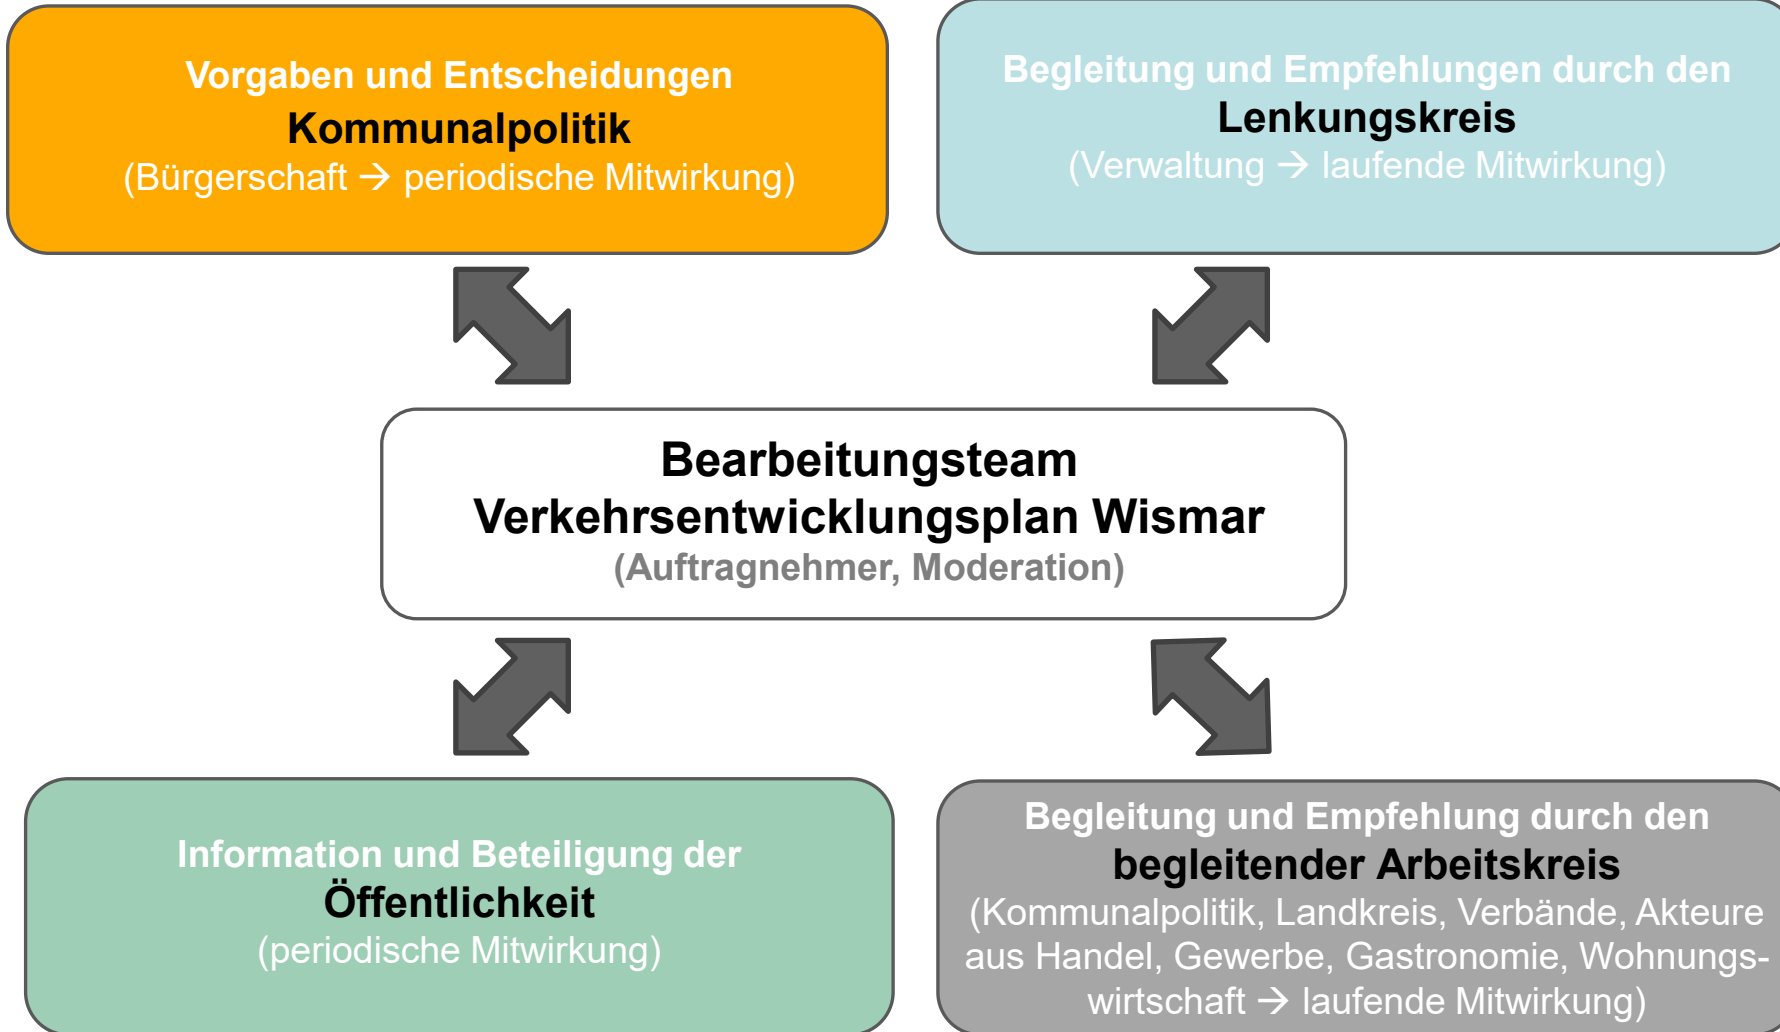 Vorgaben und Entscheidungen
Kommunalpolitik
(Bürgerschaft → periodische Mitwirkung)
Begleitung und Empfehlungen durch den
Lenkungskreis
(Verwaltung → laufende Mitwirkung)
Bearbeitungsteam
Verkehrsentwicklungsplan Wismar
(Auftragnehmer, Moderation)
Information und Beteiligung der
Öffentlichkeit
(periodische Mitwirkung)
Begleitung und Empfehlung durch den
begleitender Arbeitskreis
(Kommunalpolitik, Landkreis, Verbände, Akteure
aus Handel, Gewerbe, Gastronomie, Wohnungs-
wirtschaft → laufende Mitwirkung)